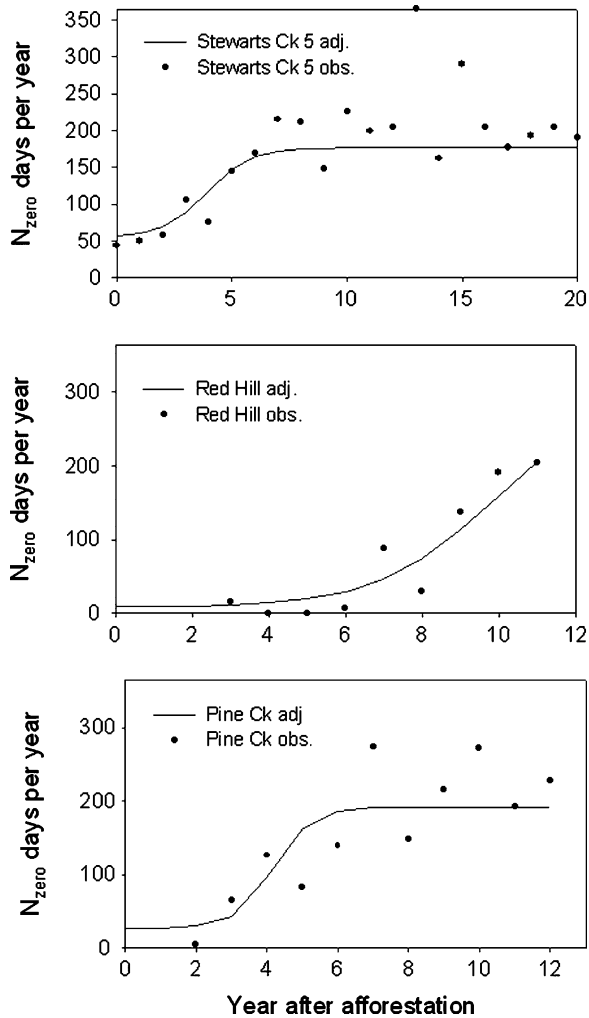 350
300
250
200
150
100
50
0
N_zero days per year
Stewarts Ck 5 adj.
Stewarts Ck 5 obs.
0 5 10 15 20
300
200
100
0
N_zero days per year
Red Hill adj.
Red Hill obs.
0 2 4 6 8 10 12
300
200
100
0
N_zero days per year
Pine Ck adj
Pine Ck obs.
0 2 4 6 8 10 12
Year after afforestation